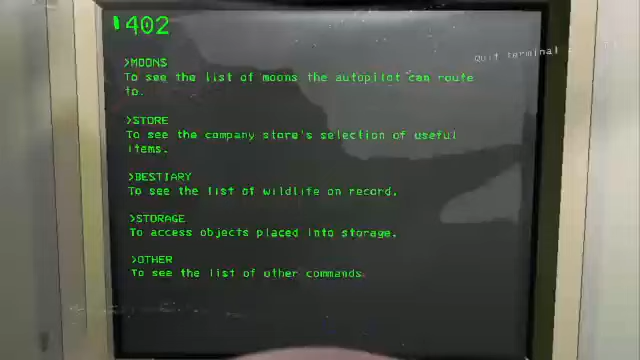 ▮402
Quit terminal
>MOONS
To see the list of moons the autopilot can route
to.
>STORE
To see the company store's selection of useful
items.
>BESTIARY
To see the list of wildlife on record.
>STORAGE
To access objects placed into storage.
>OTHER
To see the list of other commands